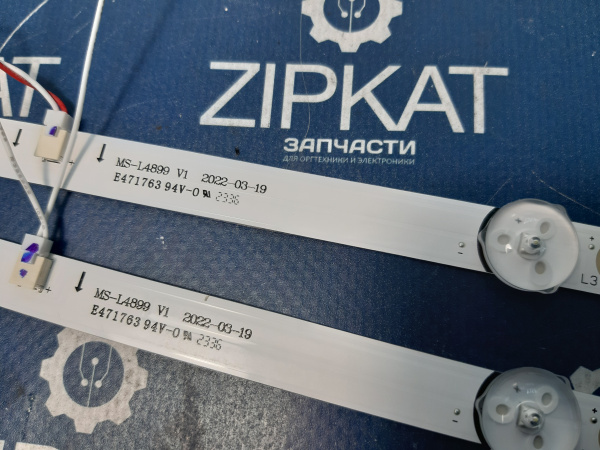 ZIPKAT
ЗАПЧАСТИ
ДЛЯ ОРГТЕХНИКИ И ЭЛЕКТРОНИКИ
MS-L4899 V1 2022-03-19
E471763 94V-0 2336
L3
MS-L4899 V1 2022-03-19
E471763 94V-0 2336